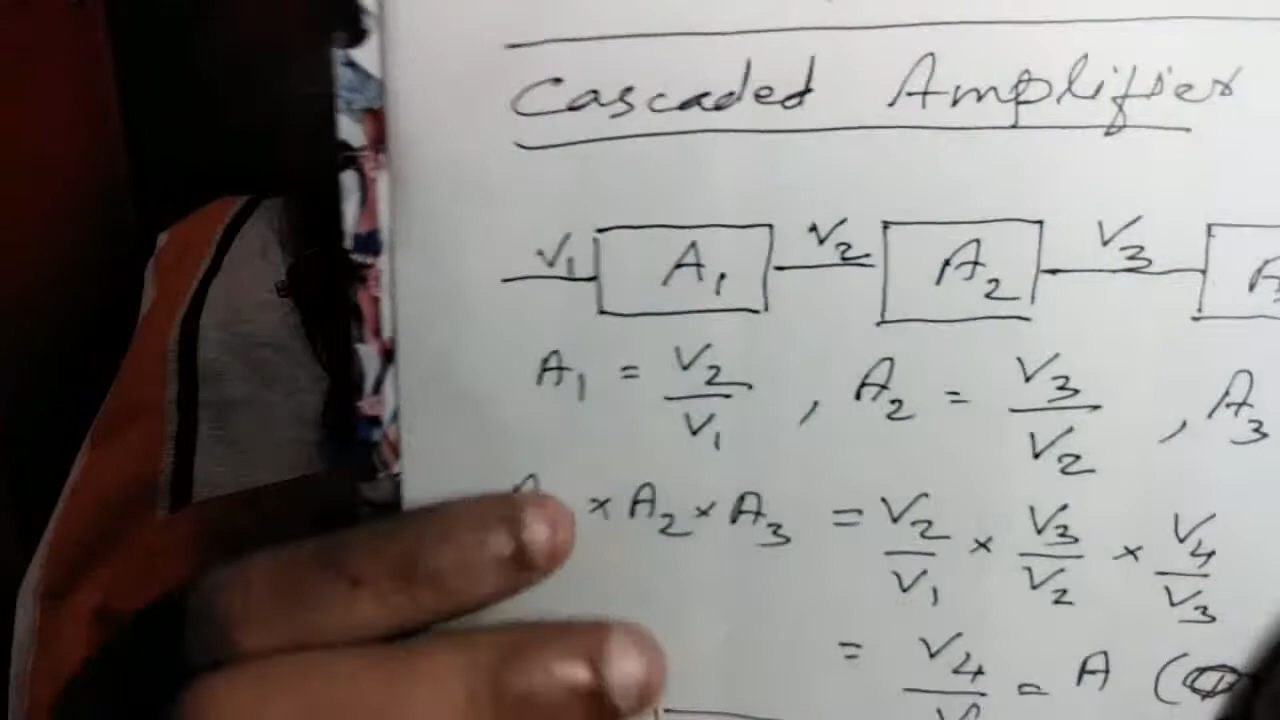 Cascaded Amplifier
V1 A1 V2 A2 V3
A1 = V2/V1 , A2 = V3/V2 , A3
× A2 × A3 = V2/V1 × V3/V2 × V4/V3
= V4/V = A (